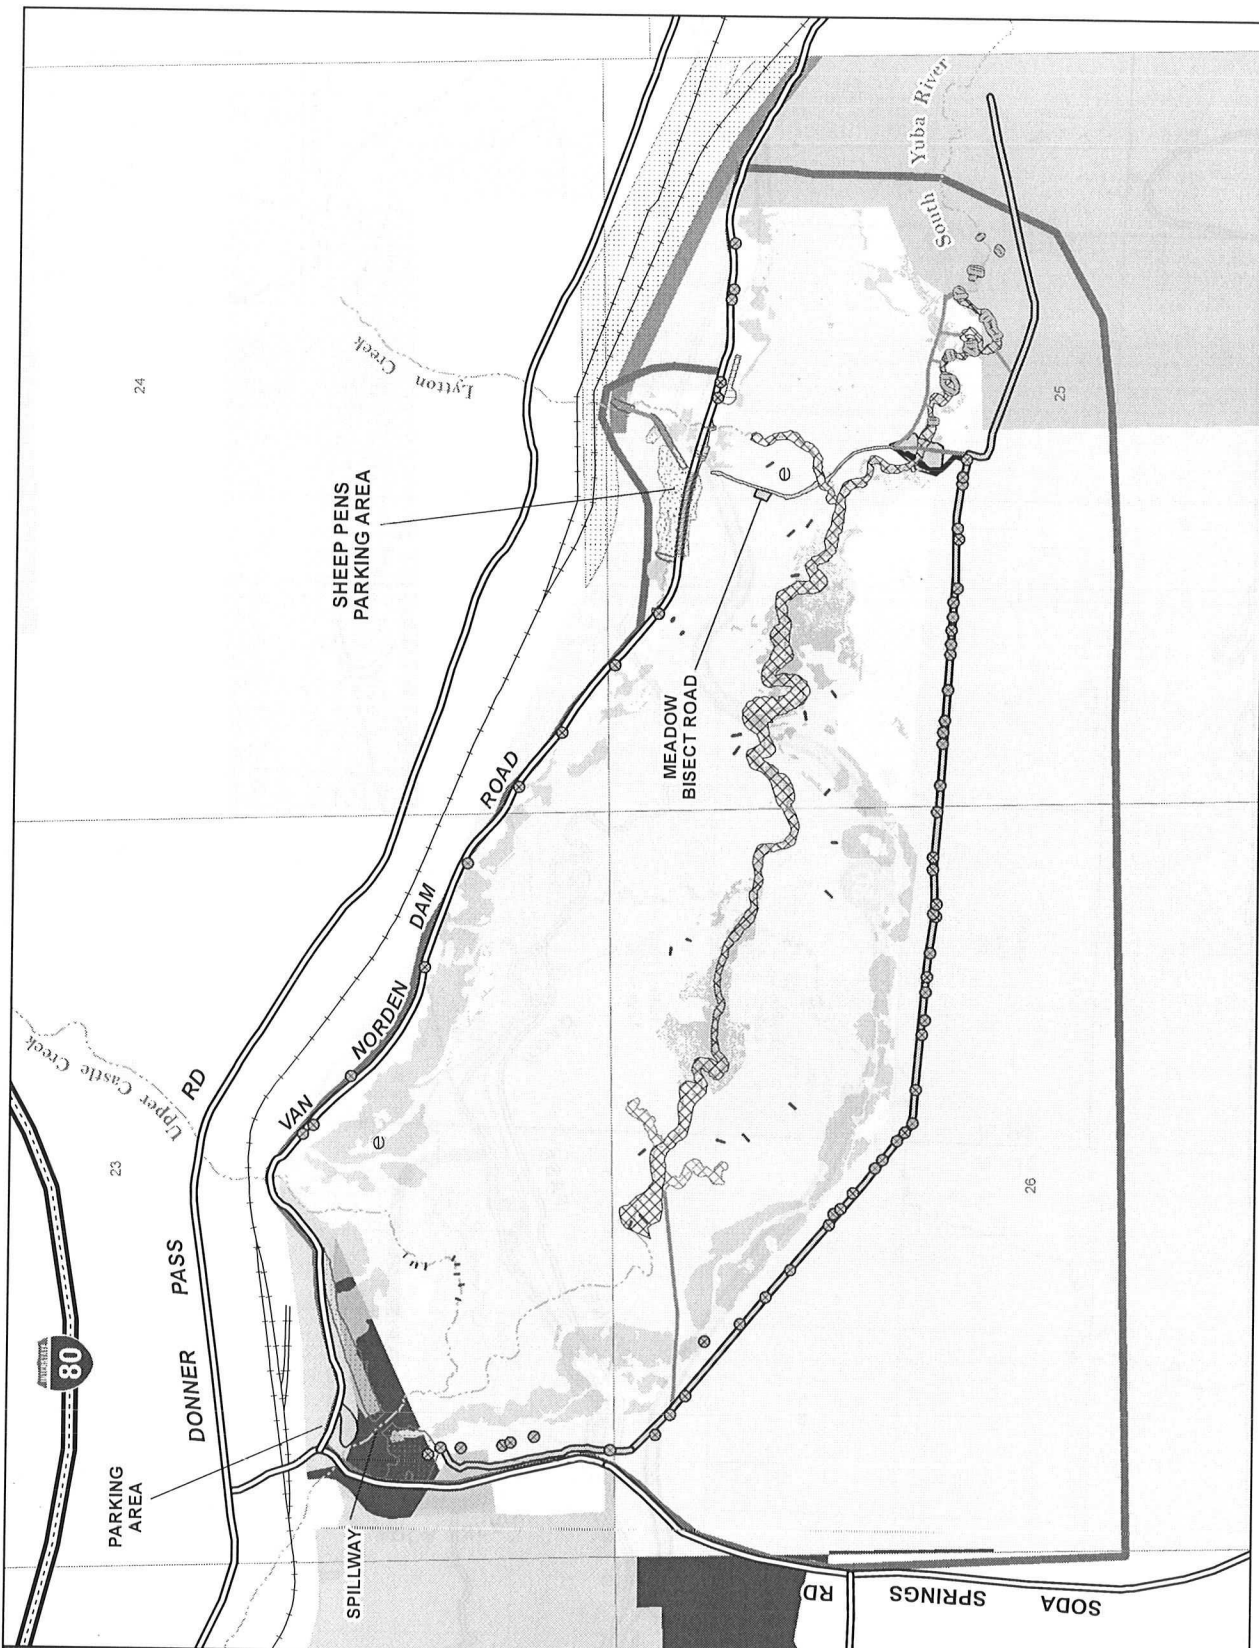 80
DONNER PASS RD
Upper Castle Creek
23
24
Lytton Creek
SHEEP PENS
PARKING AREA
VAN NORDEN DAM ROAD
e
PARKING
AREA
SPILLWAY
MEADOW
BISECT ROAD
e
South Yuba River
25
26
SODA SPRINGS RD